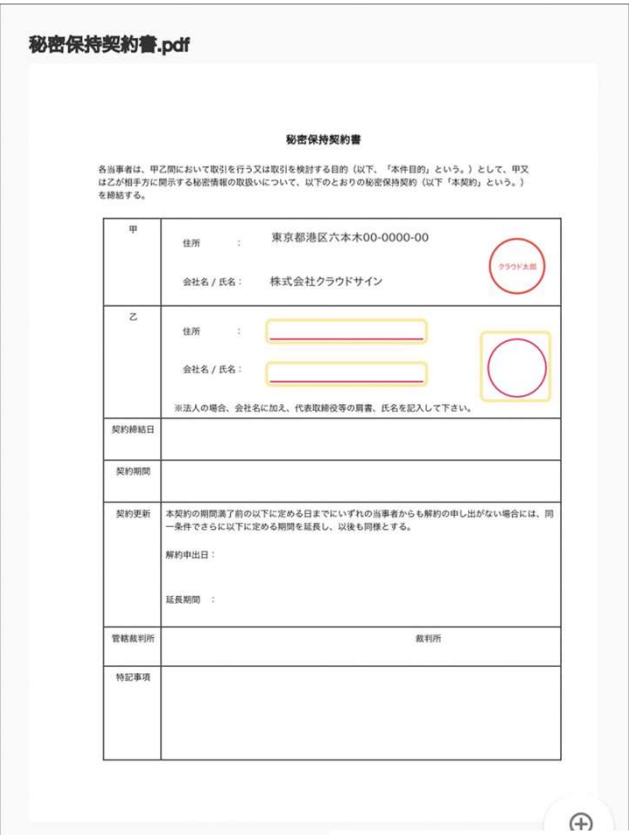 秘密保持契約書.pdf
秘密保持契約書
各当事者は、甲乙間において取引を行う又は取引を検討する目的（以下、「本件目的」という。）として、甲又
は乙が相手方に開示する秘密情報の取扱いについて、以下のとおりの秘密保持契約（以下「本契約」という。）
を締結する。
甲
住所 : 東京都港区六本木00-0000-00
会社名 / 氏名 : 株式会社クラウドサイン
クラウド太郎
乙
住所 :
会社名 / 氏名 :
※法人の場合、会社名に加え、代表取締役等の肩書、氏名を記入して下さい。
契約締結日
契約期間
契約更新
本契約の期間満了前の以下に定める日までにいずれの当事者からも解約の申し出がない場合には、同
一条件でさらに以下に定める期間を延長し、以後も同様とする。
解約申出日：
延長期間 ：
管轄裁判所 裁判所
特記事項